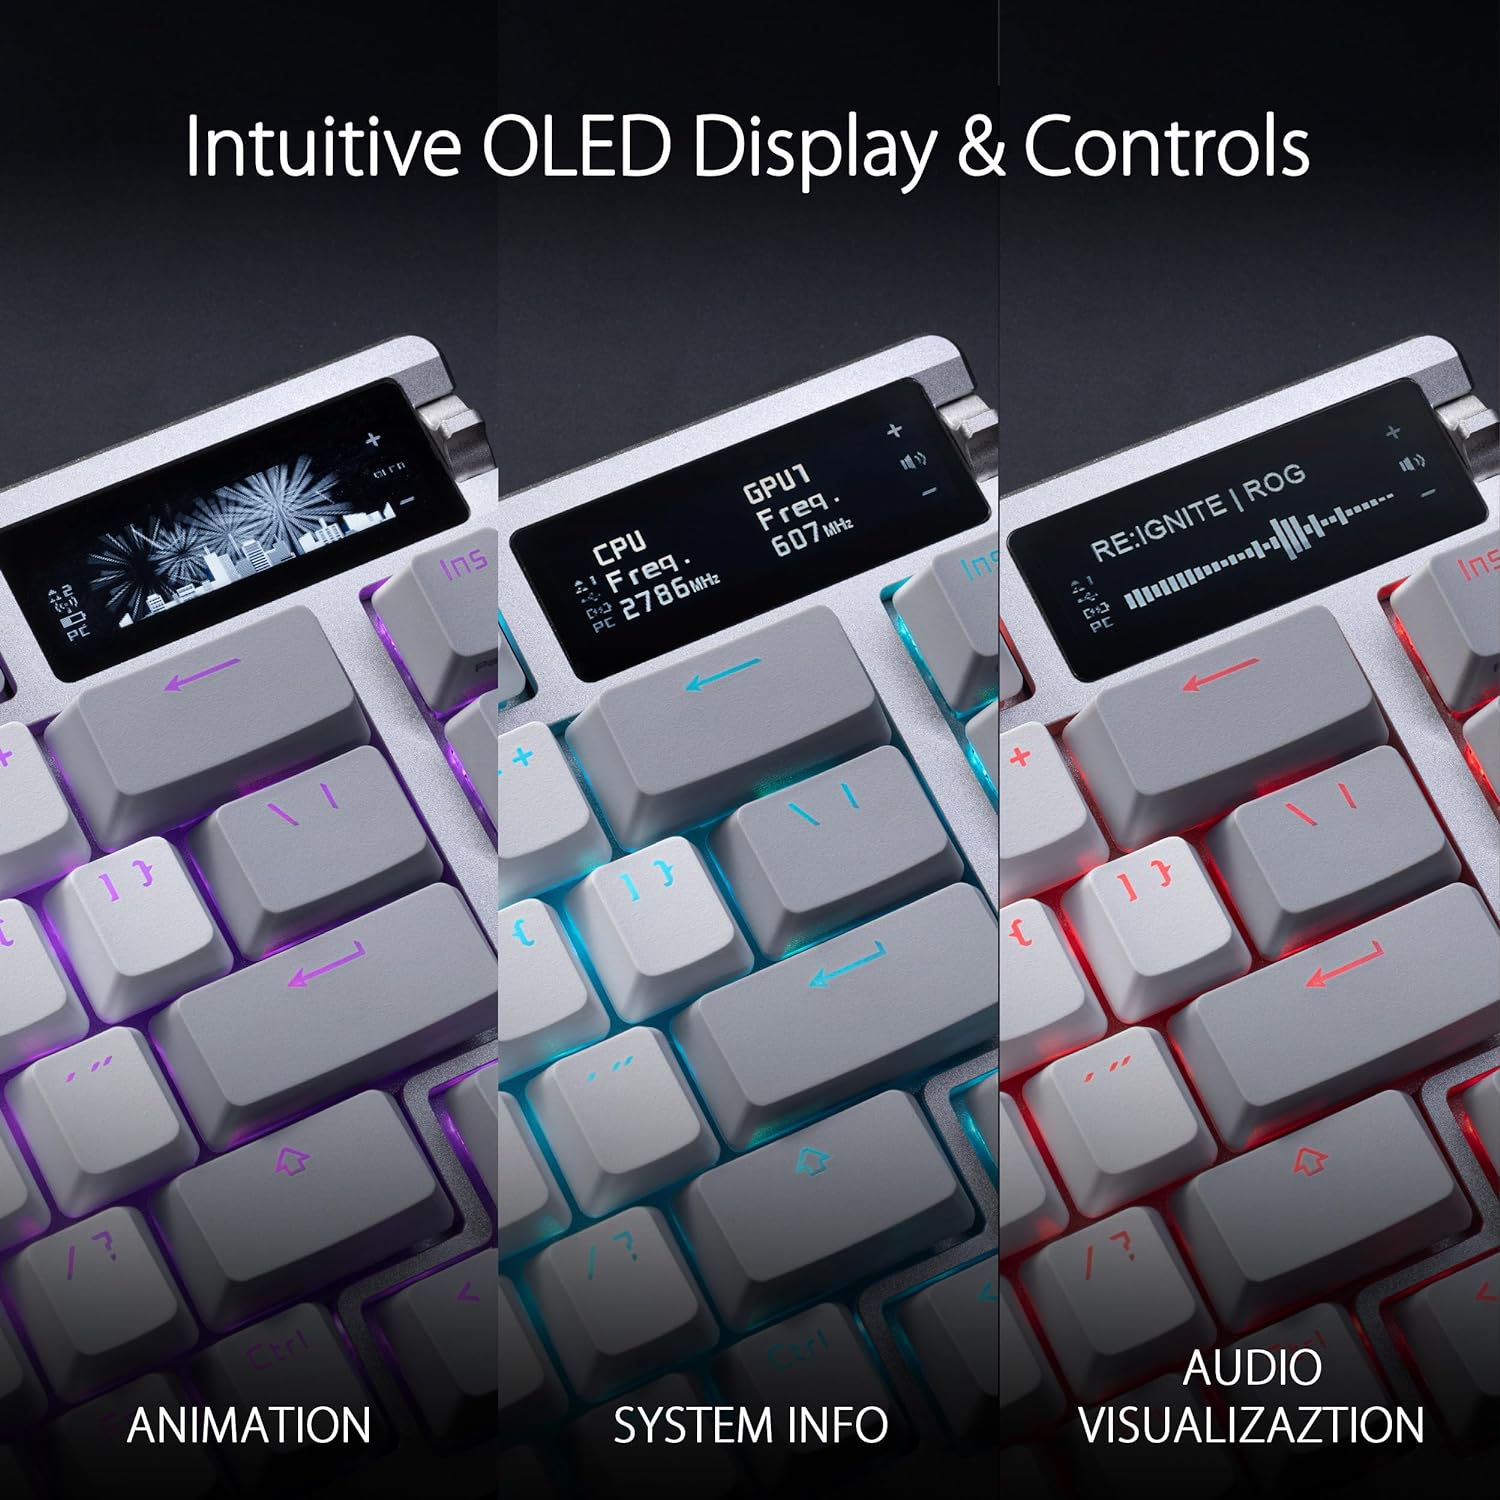 Intuitive OLED Display & Controls
PC
Ins
\ |
] }
Ctrl
ANIMATION
CPU
Freq.
2786MHz
GPU1
Freq.
607MHz
PC
Ins
+
\ |
] }
{
/ ?
Ctrl
SYSTEM INFO
RE:IGNITE | ROG
PC
Ins
+
\ |
] }
{
/ ?
AUDIO
VISUALIZAZTION